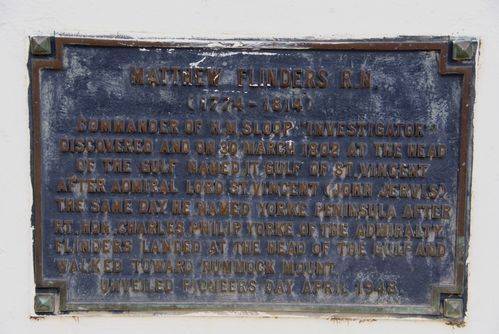 MATTHEW FLINDERS R.N.
(1774-1814)
COMMANDER OF H.M. SLOOP "INVESTIGATOR"
DISCOVERED AND ON 30 MARCH 1802 AT THE HEAD
OF THE GULF NAMED IT GULF OF ST. VINCENT
AFTER ADMIRAL LORD ST. VINCENT (JOHN JERVIS).
THE SAME DAY HE NAMED YORKE PENINSULA AFTER
RT. HON. CHARLES PHILIP YORKE OF THE ADMIRALTY.
FLINDERS LANDED AT THE HEAD OF THE GULF AND
WALKED TOWARD HUMMOCK MOUNT.
UNVEILED PIONEERS DAY APRIL 1948